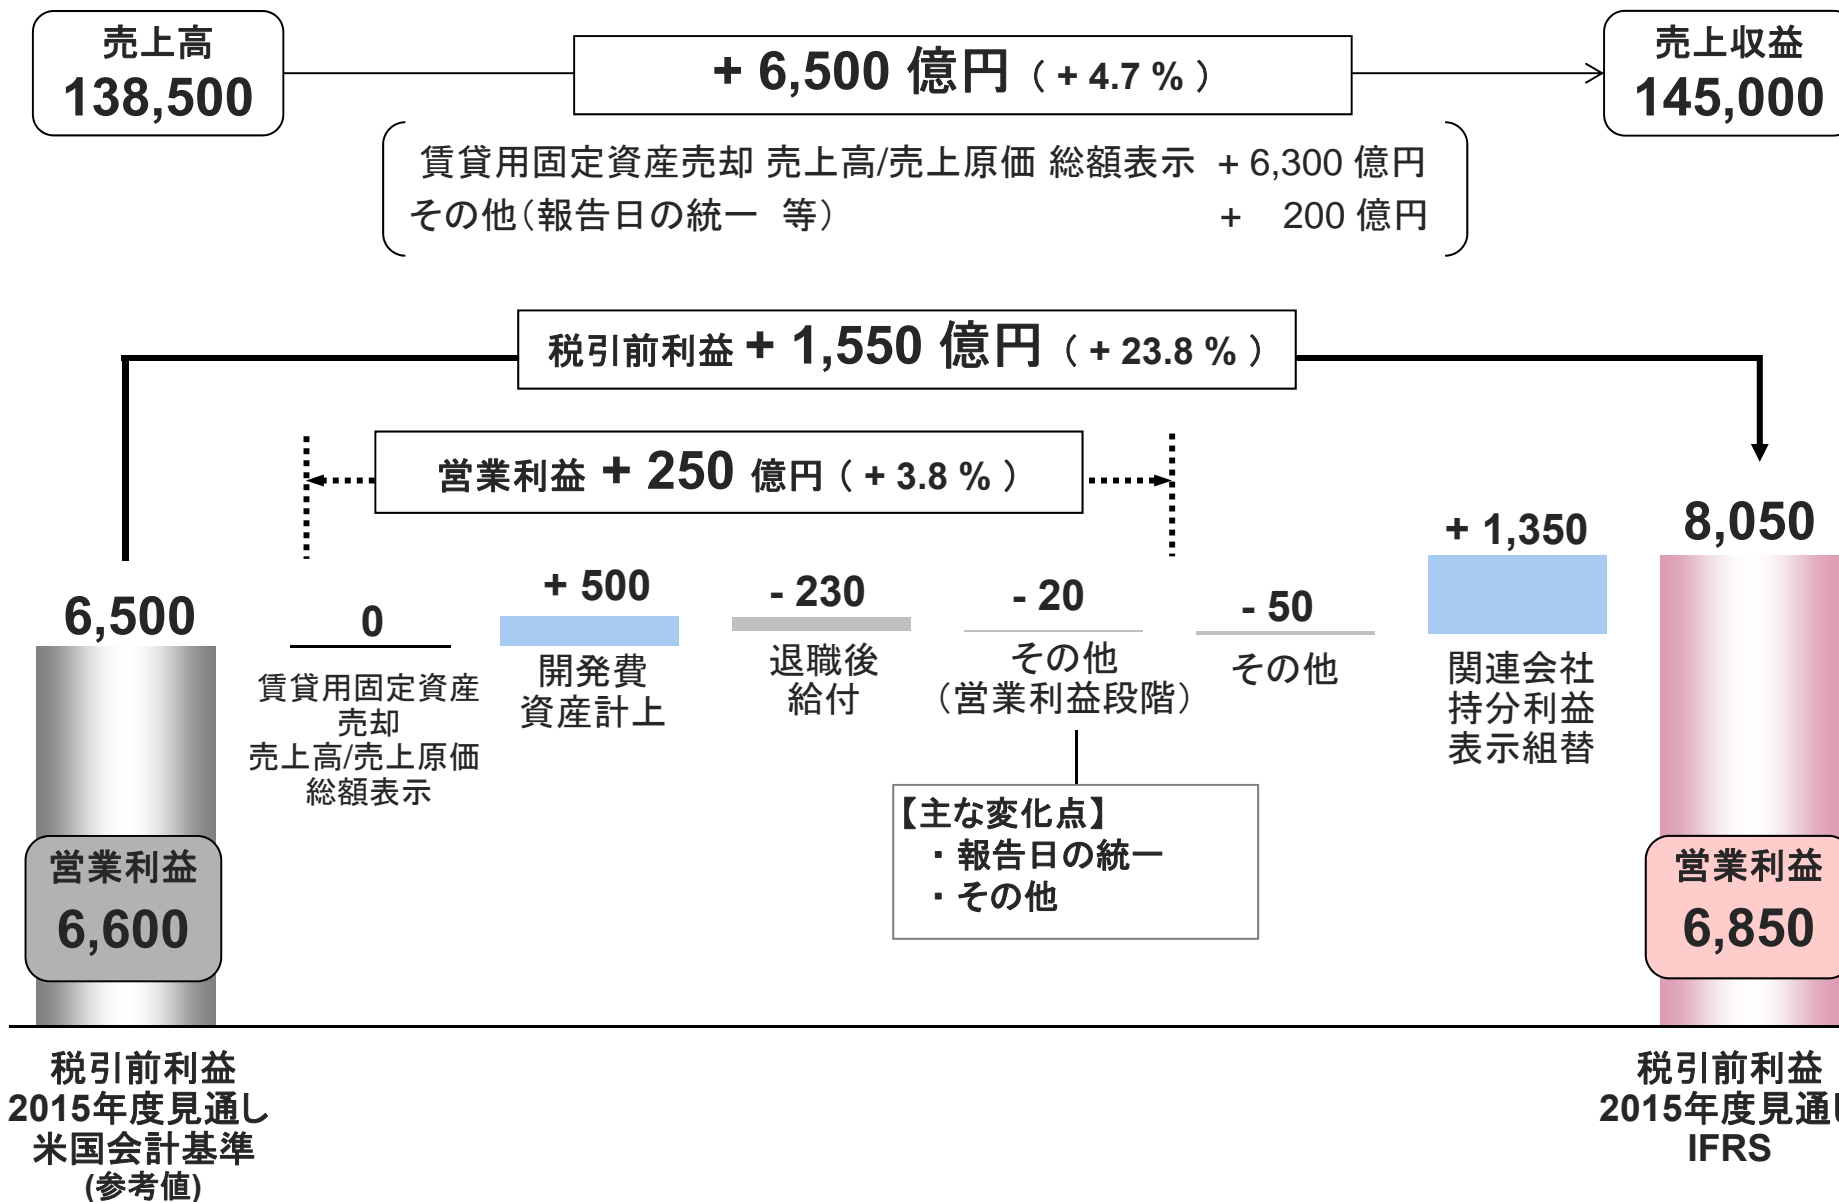 売上高
138,500
+ 6,500 億円 ( + 4.7 % )
売上収益
145,000
賃貸用固定資産売却 売上高/売上原価 総額表示 + 6,300 億円
その他（報告日の統一 等） + 200 億円
税引前利益 + 1,550 億円 ( + 23.8 % )
営業利益 + 250 億円 ( + 3.8 % )
6,500
0
賃貸用固定資産
売却
売上高/売上原価
総額表示
+ 500
開発費
資産計上
- 230
退職後
給付
- 20
その他
（営業利益段階）
- 50
その他
+ 1,350
関連会社
持分利益
表示組替
8,050
【主な変化点】
・報告日の統一
・その他
営業利益
6,600
営業利益
6,850
税引前利益
2015年度見通し
米国会計基準
(参考値)
税引前利益
2015年度見通し
IFRS